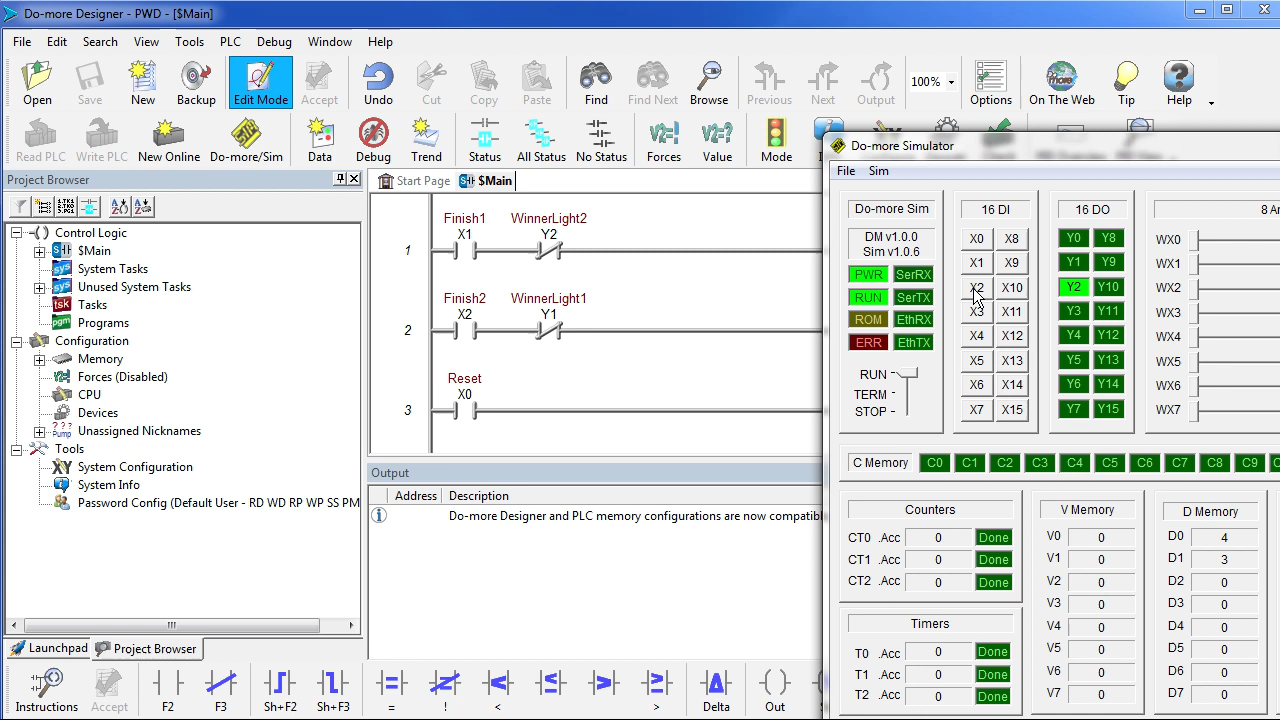 Do-more Designer - PWD - [$Main]
File Edit Search View Tools PLC Debug Window Help
Open Save New Backup Edit Mode Accept Undo Cut Copy Paste Find Find Next Browse Previous Next Output 100% Options On The Web Tip Help
Read PLC Write PLC New Online Do-more/Sim Data Debug Trend Status All Status No Status Forces Value Mode
Project Browser
Start Page $Main
Control Logic
$Main
System Tasks
Unused System Tasks
Tasks
Programs
Configuration
Memory
Forces (Disabled)
CPU
Devices
Unassigned Nicknames
Tools
System Configuration
System Info
Password Config (Default User - RD WD RP WP SS PM
Launchpad Project Browser
Finish1 WinnerLight2
X1 Y2
1
Finish2 WinnerLight1
X2 Y1
2
Reset
X0
3
Output
Address Description
Do-more Designer and PLC memory configurations are now compatibl
Instructions Accept F2 F3 Sh+F2 Sh+F3 = < > Delta Out
Do-more Simulator
File Sim
Do-more Sim
DM v1.0.0
Sim v1.0.6
PWR SerRX
RUN SerTX
ROM EthRX
ERR EthTX
RUN
TERM
STOP
16 DI
X0 X8
X1 X9
X2 X10
X3 X11
X4 X12
X5 X13
X6 X14
X7 X15
16 DO
Y0 Y8
Y1 Y9
Y2 Y10
Y3 Y11
Y4 Y12
Y5 Y13
Y6 Y14
Y7 Y15
8 A
WX0
WX1
WX2
WX3
WX4
WX5
WX6
WX7
C Memory C0 C1 C2 C3 C4 C5 C6 C7 C8 C9
Counters
CT0 .Acc 0 Done
CT1 .Acc 0 Done
CT2 .Acc 0 Done
Timers
T0 .Acc 0 Done
T1 .Acc 0 Done
T2 .Acc 0 Done
V Memory
V0 0
V1 0
V2 0
V3 0
V4 0
V5 0
V6 0
V7 0
D Memory
D0 4
D1 3
D2 0
D3 0
D4 0
D5 0
D6 0
D7 0